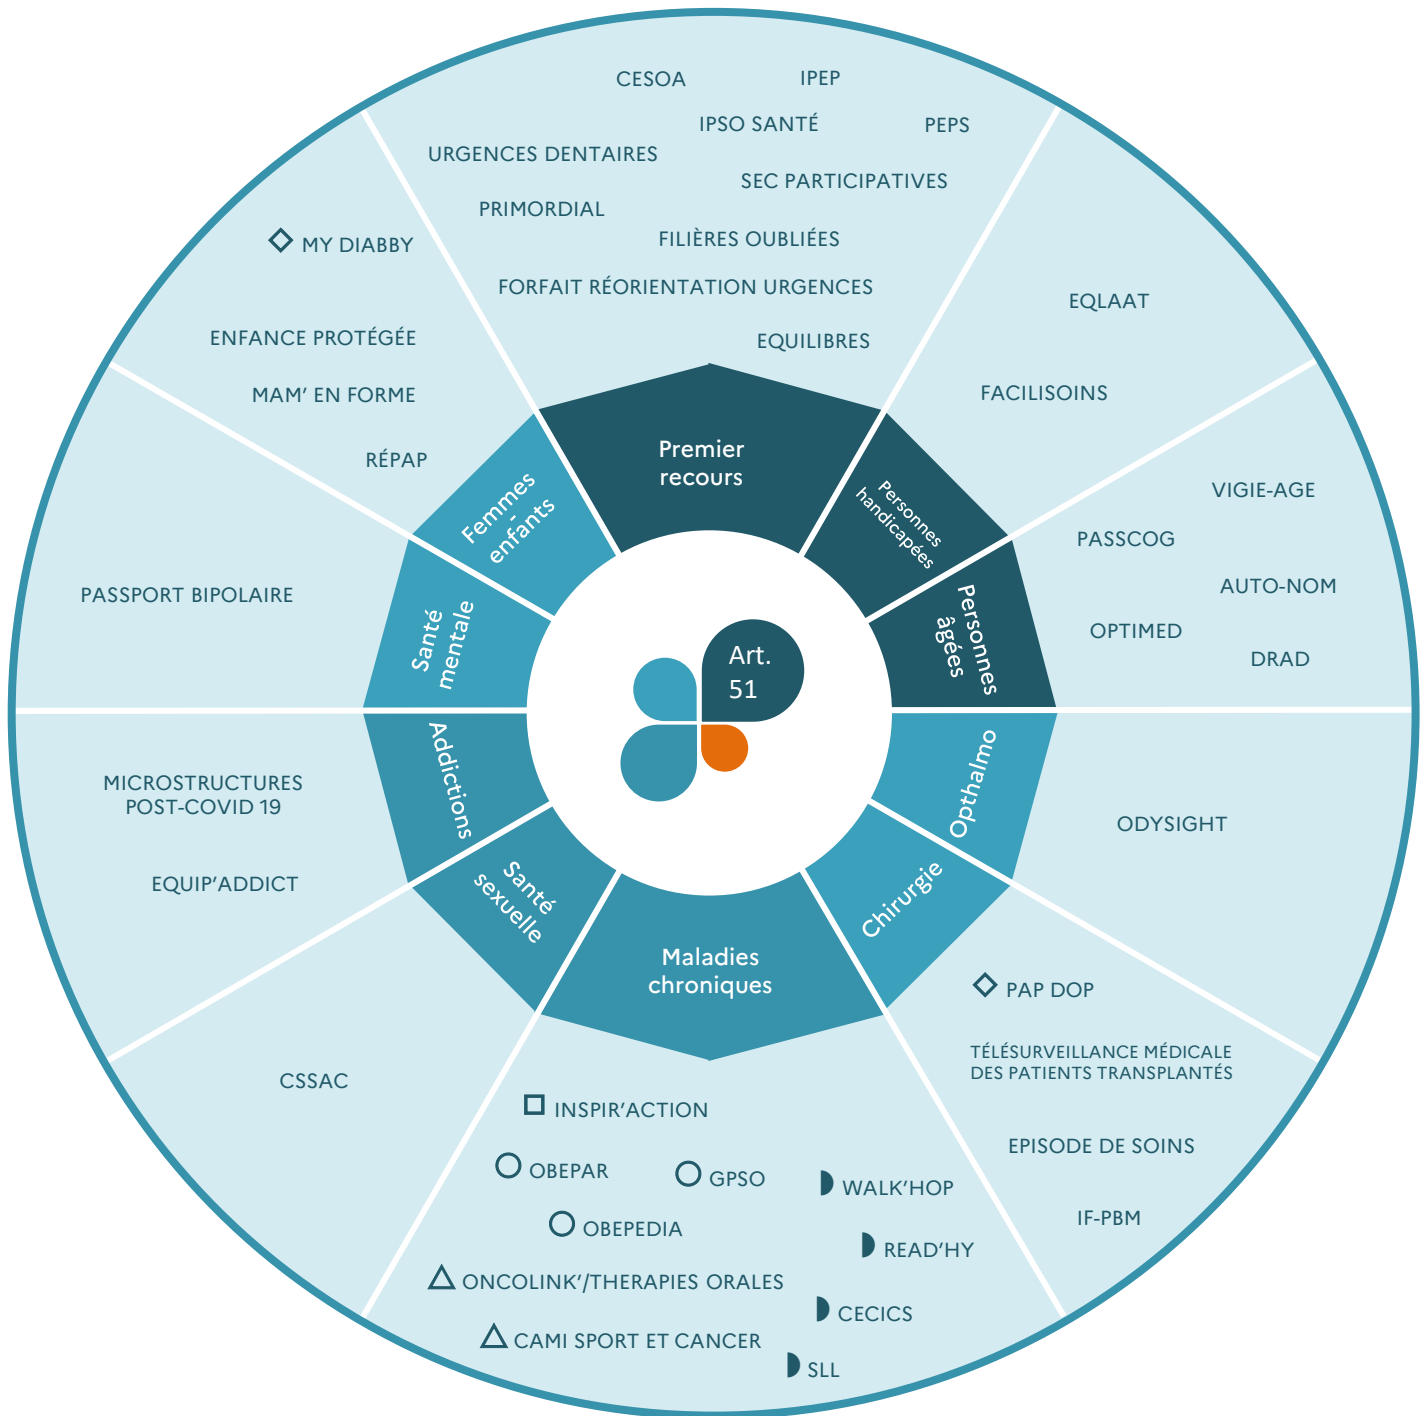 CESOA
IPEP
IPSO SANTÉ
PEPS
URGENCES DENTAIRES
SEC PARTICIPATIVES
PRIMORDIAL
FILIÈRES OUBLIÉES
FORFAIT RÉORIENTATION URGENCES
EQUILIBRES
Premier
recours
EQLAAT
FACILISOINS
Personnes
handicapées
VIGIE-AGE
PASSCOG
AUTO-NOM
OPTIMED
DRAD
Personnes
âgées
ODYSIGHT
Opthalmo
PAP DOP
TÉLÉSURVEILLANCE MÉDICALE
DES PATIENTS TRANSPLANTÉS
EPISODE DE SOINS
IF-PBM
Chirurgie
Maladies
chroniques
INSPIR’ACTION
OBEPAR
GPSO
WALK’HOP
OBEPEDIA
READ’HY
ONCOLINK’/THERAPIES ORALES
CECICS
CAMI SPORT ET CANCER
SLL
Santé
sexuelle
CSSAC
Addictions
MICROSTRUCTURES
POST-COVID 19
EQUIP’ADDICT
Santé
mentale
PASSPORT BIPOLAIRE
Femmes
-
enfants
MY DIABBY
ENFANCE PROTÉGÉE
MAM’ EN FORME
RÉPAP
Art.
51